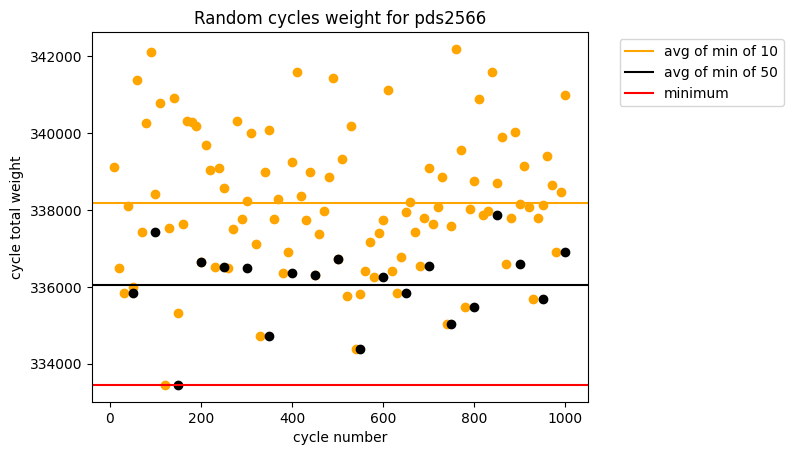 Random cycles weight for pds2566
342000
340000
338000
336000
334000
cycle total weight
0 200 400 600 800 1000
cycle number
avg of min of 10
avg of min of 50
minimum